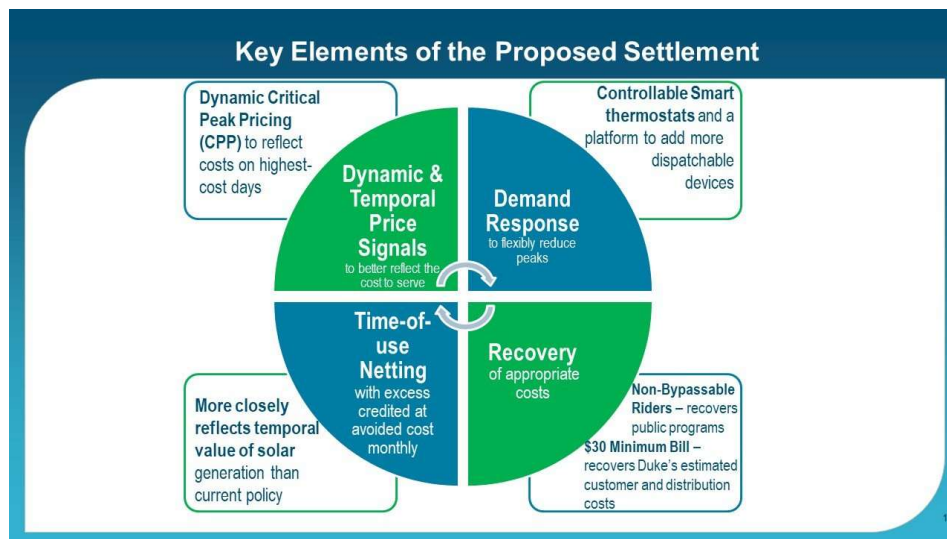 Key Elements of the Proposed Settlement
Dynamic Critical
Peak Pricing
(CPP) to reflect
costs on highest-
cost days
Dynamic &
Temporal
Price
Signals
to better reflect the
cost to serve
Demand
Response
to flexibly reduce
peaks
Controllable Smart
thermostats and a
platform to add more
dispatchable
devices
More closely
reflects temporal
value of solar
generation than
current policy
Time-of-
use
Netting
with excess
credited at
avoided cost
monthly
Recovery
of appropriate
costs
Non-Bypassable
Riders – recovers
public programs
$30 Minimum Bill –
recovers Duke's estimated
customer and distribution
costs